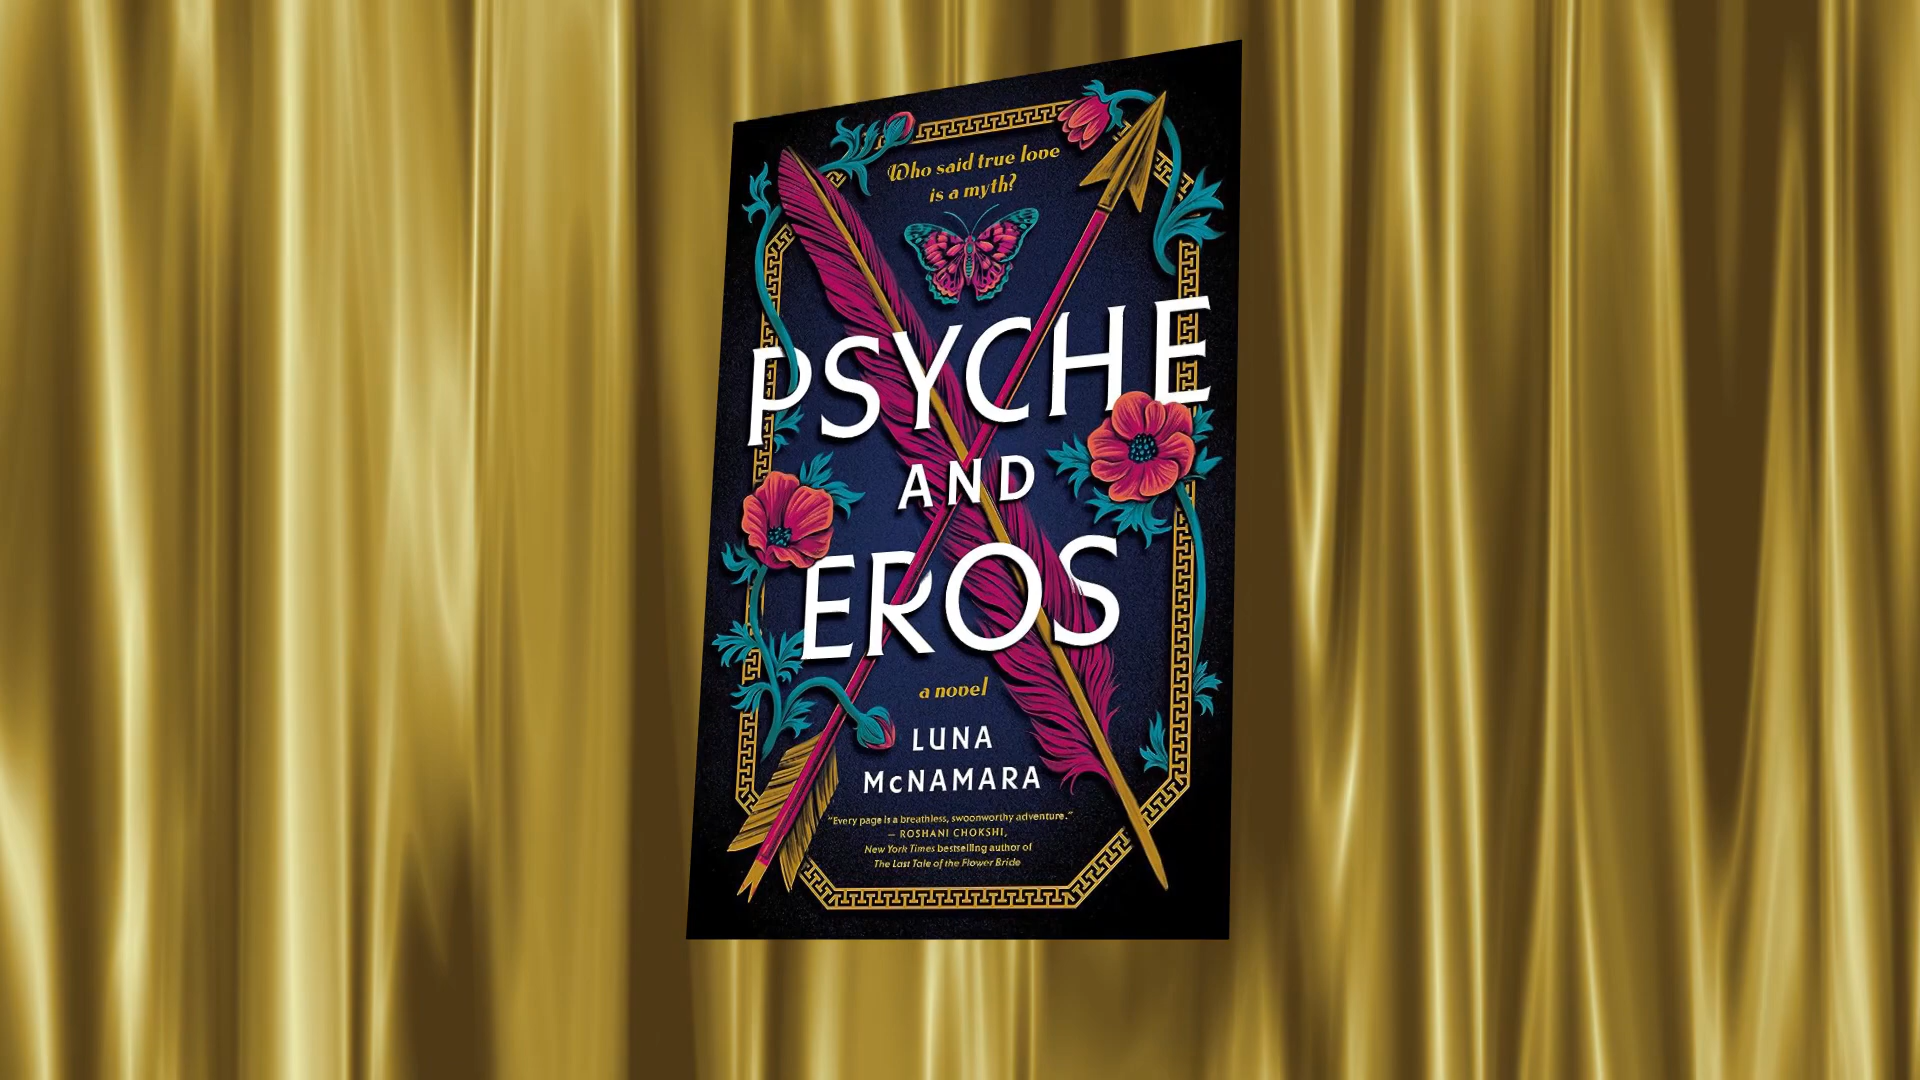 Who said true love
is a myth?
PSYCHE
AND
EROS
a novel
LUNA
McNAMARA
"Every page is a breathless, swoonworthy adventure."
— ROSHANI CHOKSHI,
New York Times bestselling author of
The Last Tale of the Flower Bride